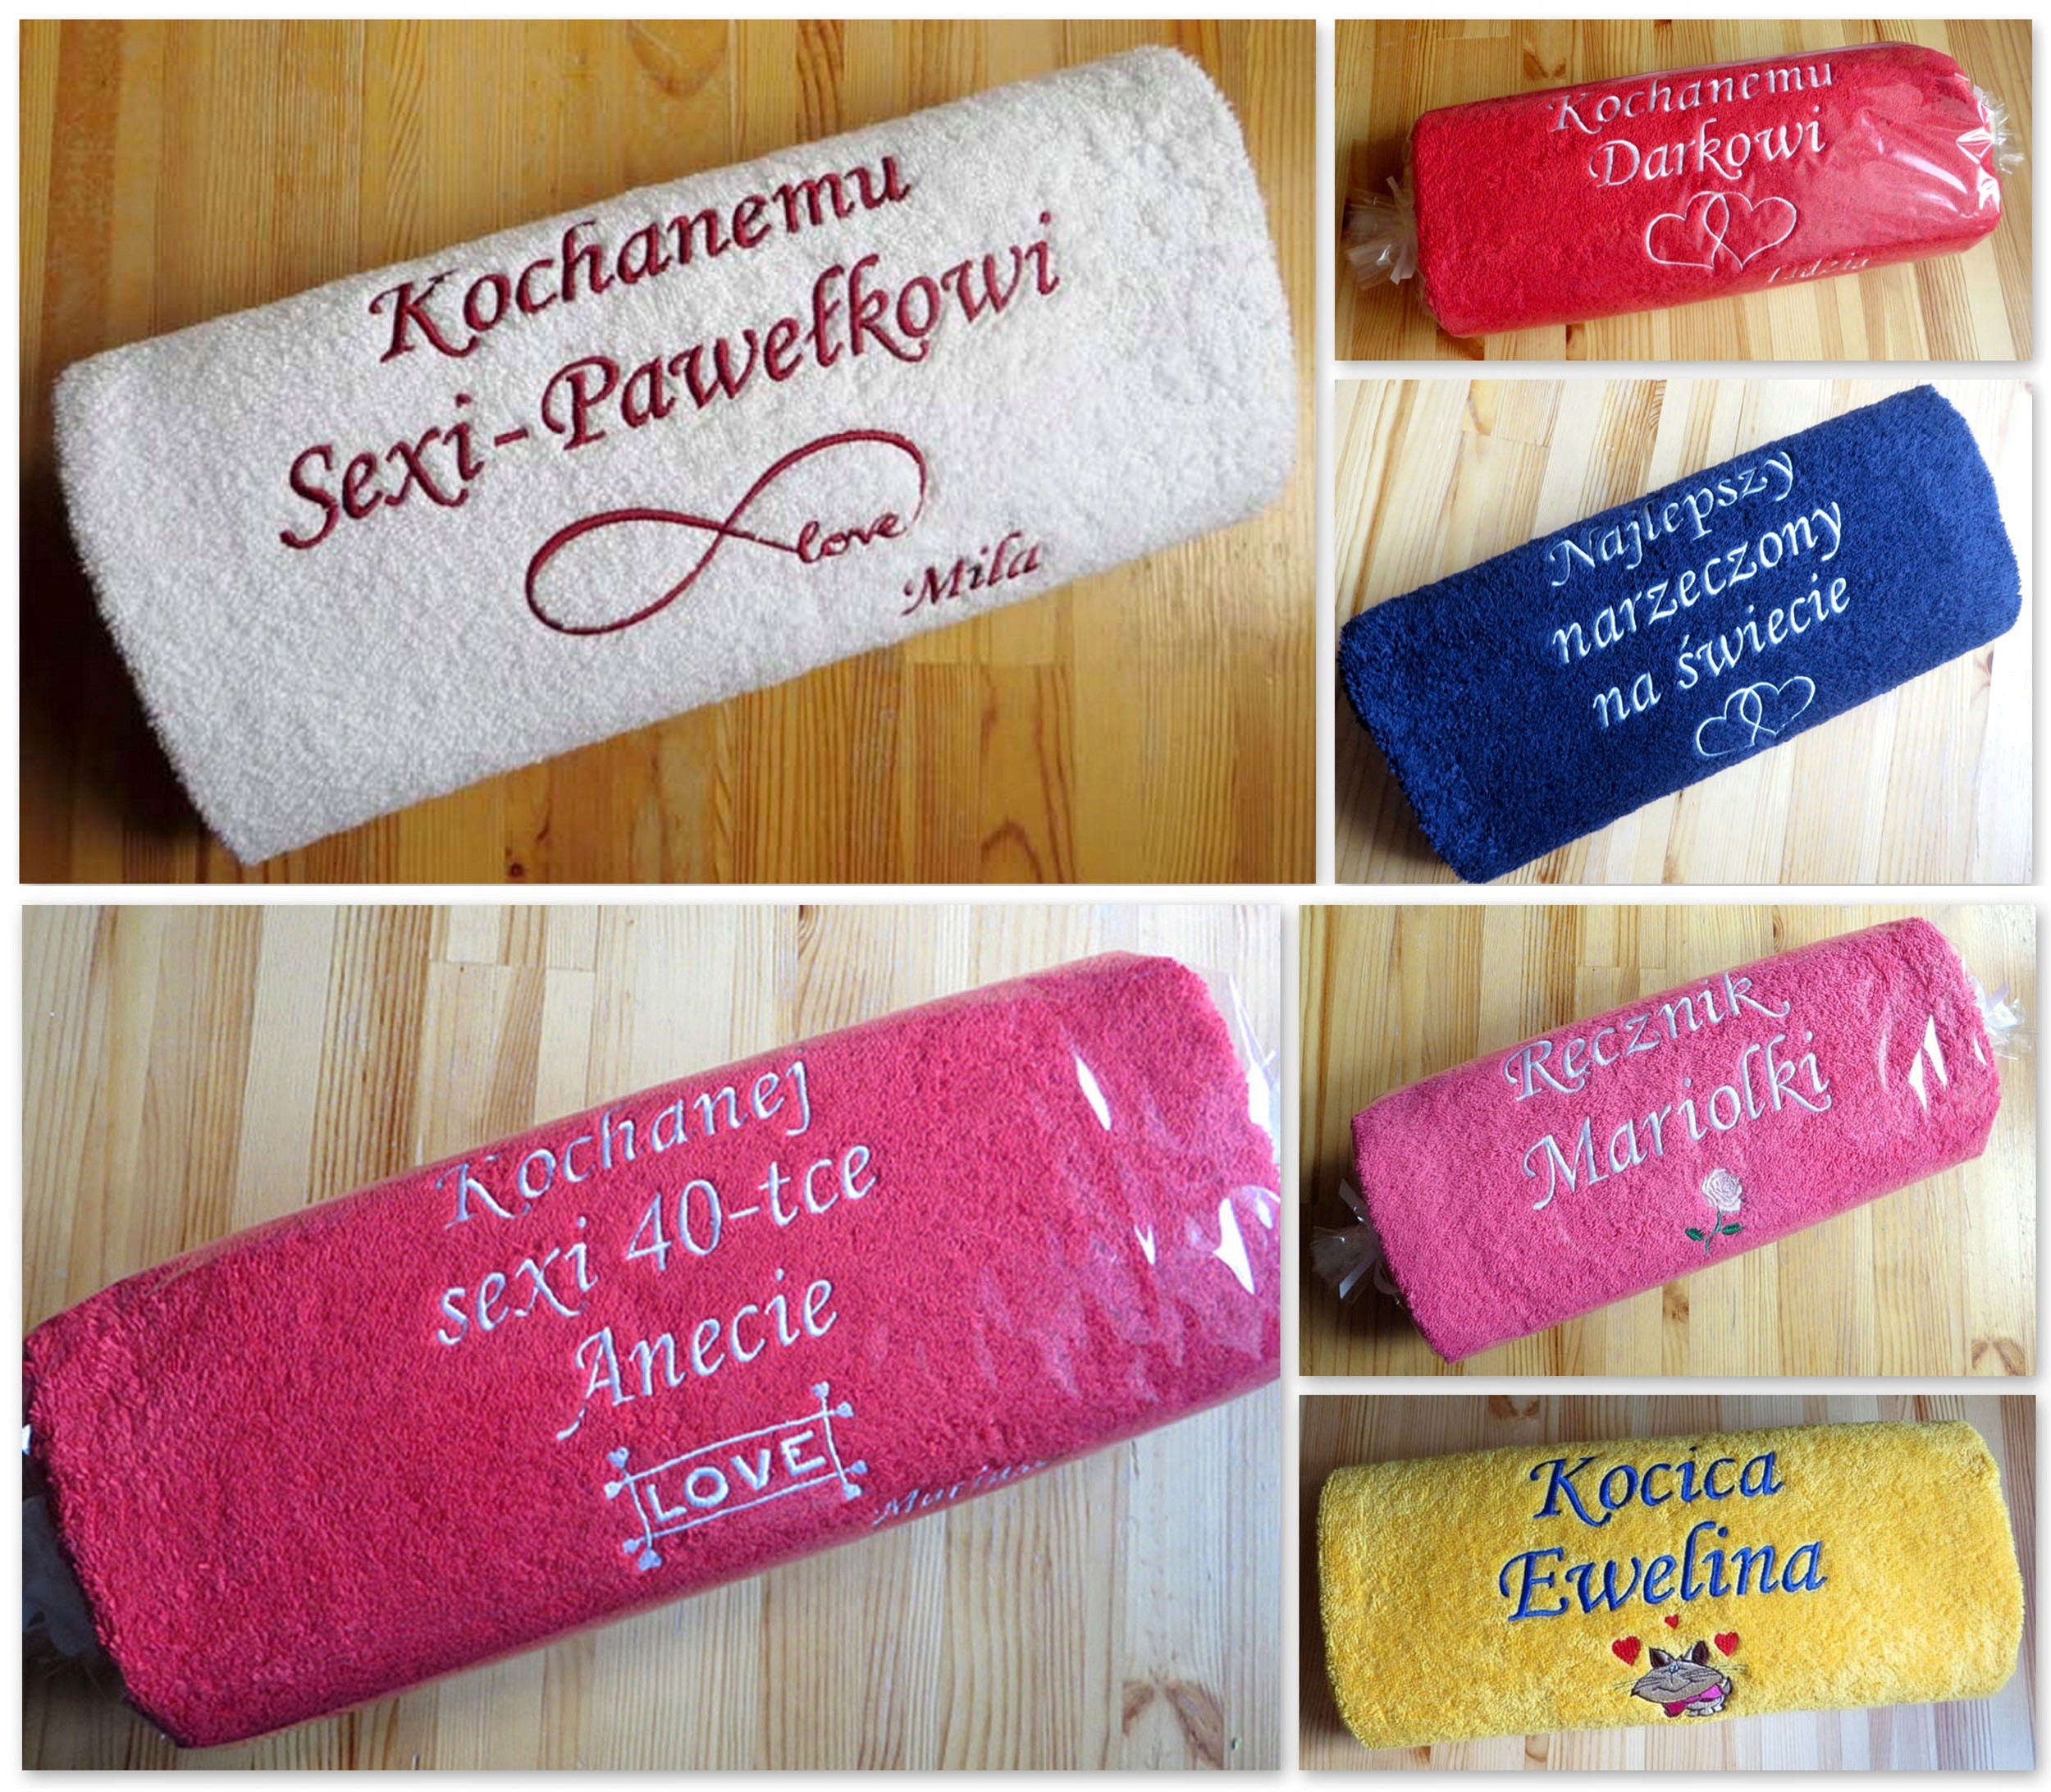 Kochanemu
Sexi-Pawełkowi
love
Mila
Kochanemu
Darkowi
Lidzia
Najlepszy
narzeczony
na świecie
Kochanej
sexi 40-tce
Anecie
LOVE
Ręcznik
Mariolki
Kocica
Ewelina